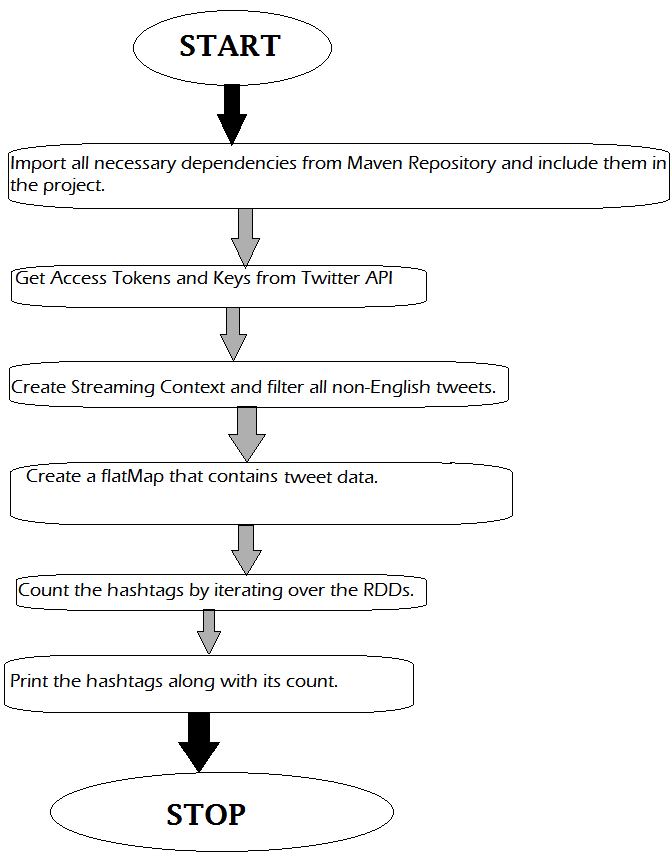 START
Import all necessary dependencies from Maven Repository and include them in
the project.
Get Access Tokens and Keys from Twitter API
Create Streaming Context and filter all non-English tweets.
Create a flatMap that contains tweet data.
Count the hashtags by iterating over the RDDs.
Print the hashtags along with its count.
STOP